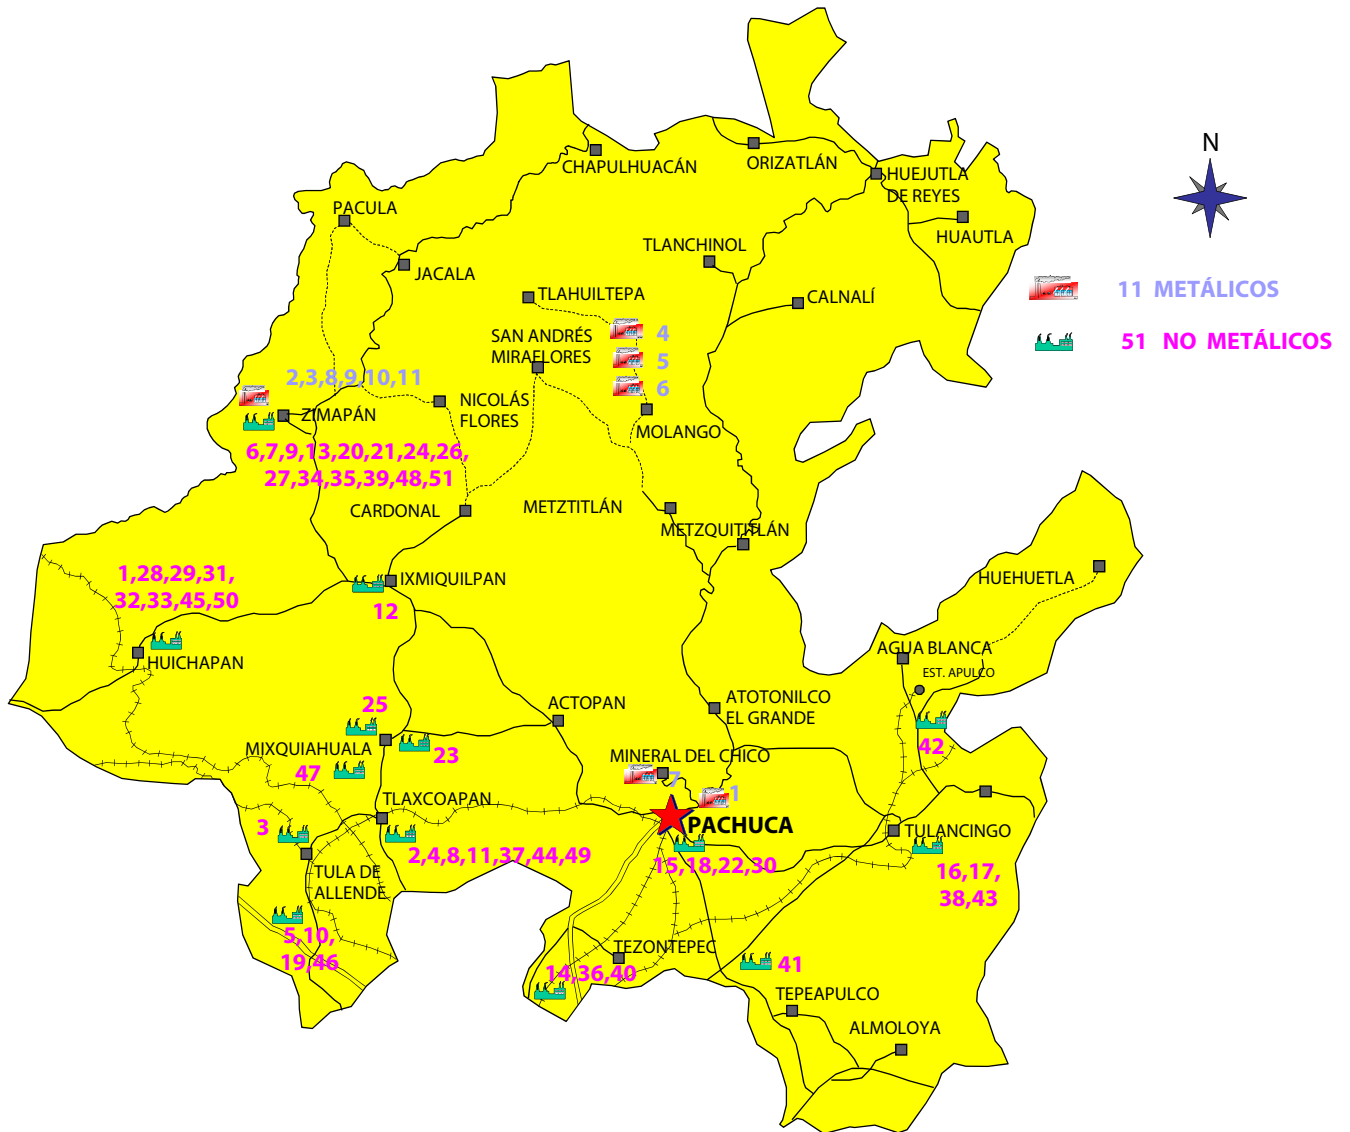 N
CHAPULHUACÁN
ORIZATLÁN
HUEJUTLA
DE REYES
PACULA
HUAUTLA
TLANCHINOL
JACALA
TLAHUILTEPA
CALNALÍ
11 METÁLICOS
51 NO METÁLICOS
SAN ANDRÉS
MIRAFLORES
4
5
6
2,3,8,9,10,11
NICOLÁS
FLORES
ZIMAPÁN
MOLANGO
6,7,9,13,20,21,24,26,
27,34,35,39,48,51
CARDONAL
METZTITLÁN
METZQUITITLÁN
1,28,29,31,
32,33,45,50
IXMIQUILPAN
12
HUEHUETLA
HUICHAPAN
AGUA BLANCA
EST. APULCO
25
ACTOPAN
ATOTONILCO
EL GRANDE
42
MIXQUIAHUALA
23
47
MINERAL DEL CHICO
7
1
TLAXCOAPAN
3
PACHUCA
TULANCINGO
2,4,8,11,37,44,49
15,18,22,30
TULA DE
ALLENDE
16,17,
38,43
5,10,
19,46
TEZONTEPEC
14,36,40
41
TEPEAPULCO
ALMOLOYA